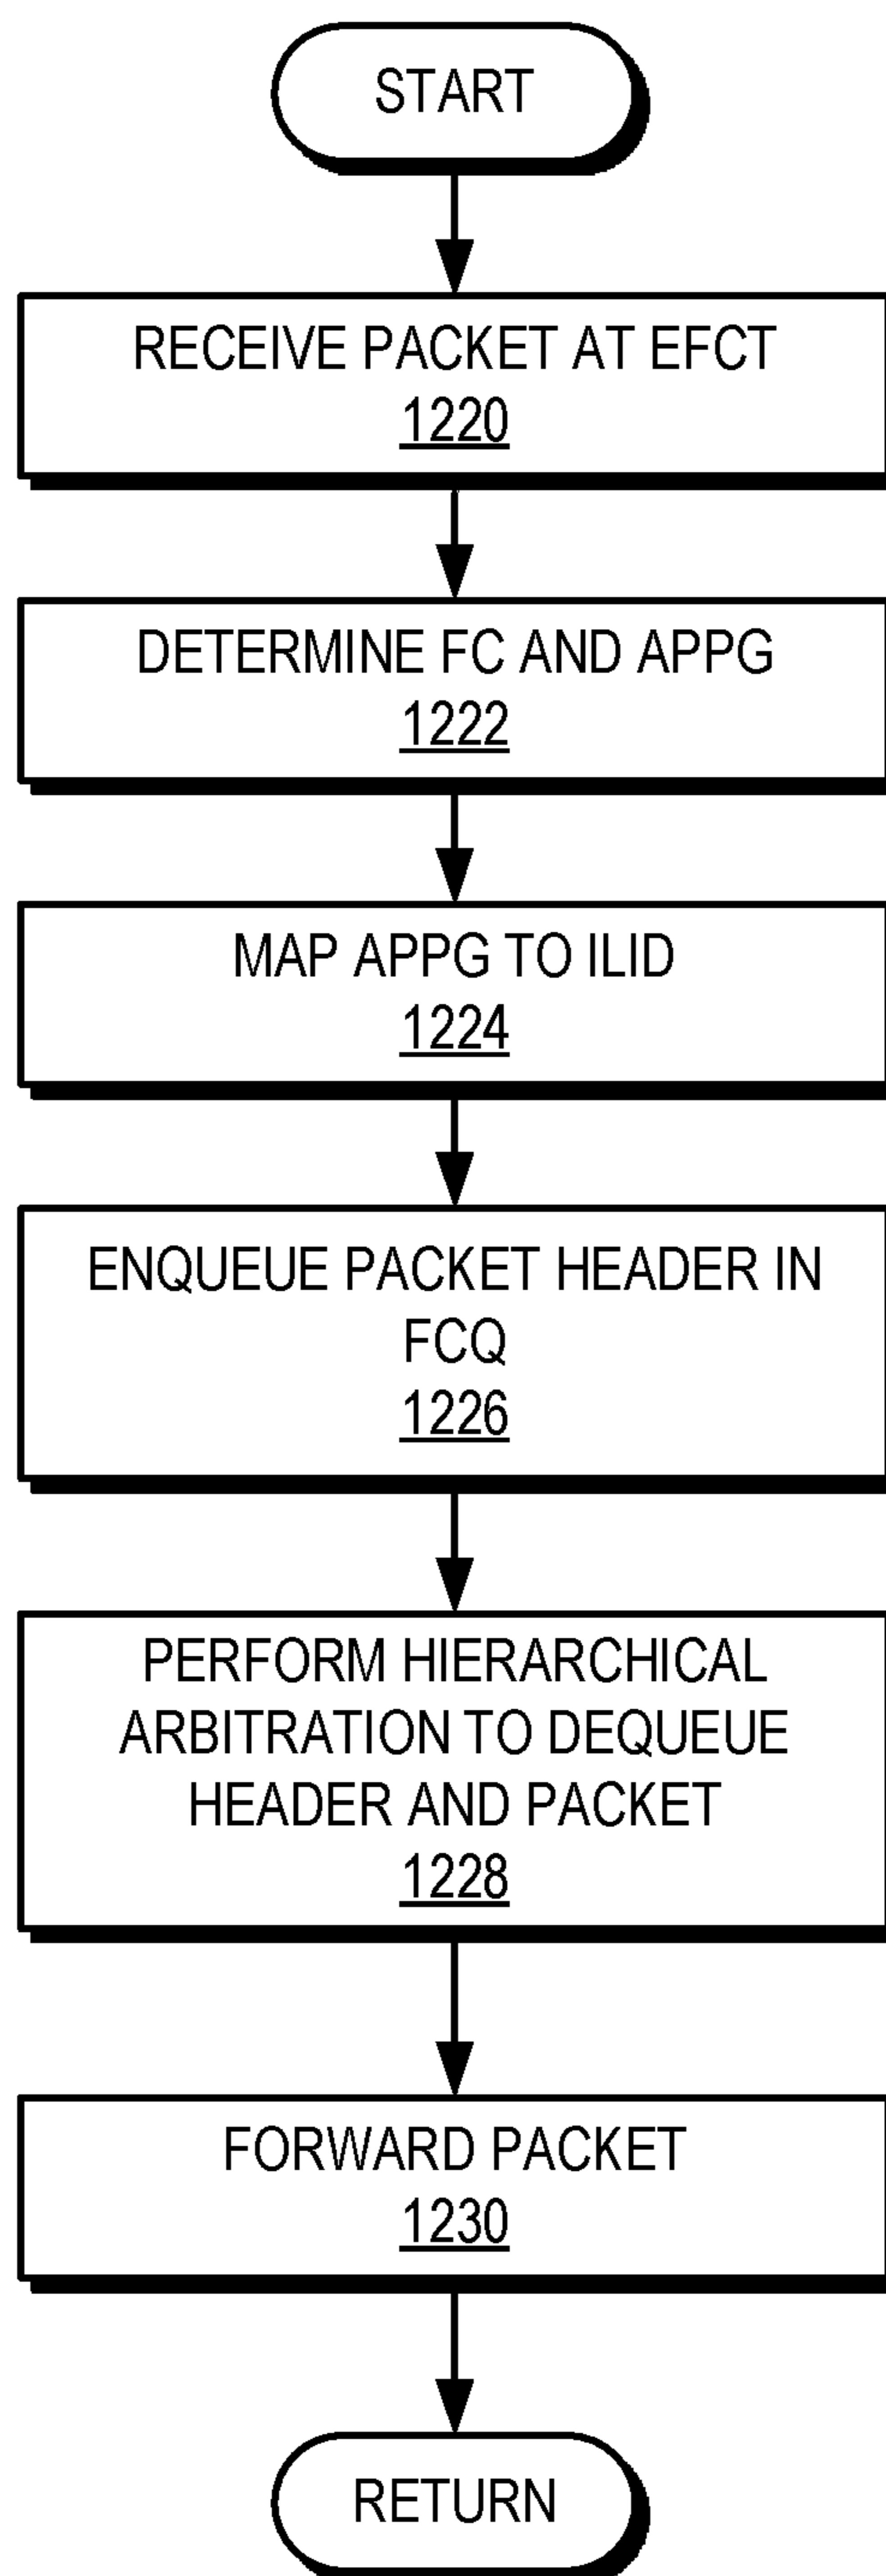 START
RECEIVE PACKET AT EFCT
1220
DETERMINE FC AND APPG
1222
MAP APPG TO ILID
1224
ENQUEUE PACKET HEADER IN
FCQ
1226
PERFORM HIERARCHICAL
ARBITRATION TO DEQUEUE
HEADER AND PACKET
1228
FORWARD PACKET
1230
RETURN